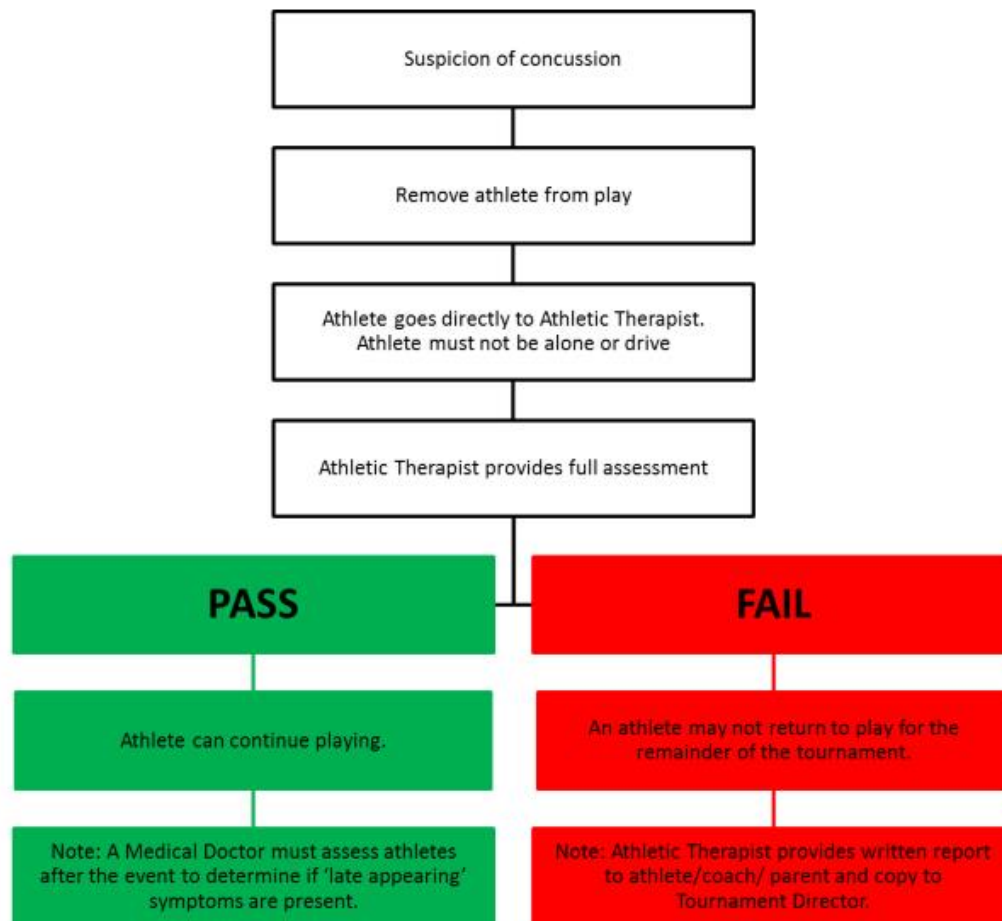 Suspicion of concussion
Remove athlete from play
Athlete goes directly to Athletic Therapist.
Athlete must not be alone or drive
Athletic Therapist provides full assessment
PASS
FAIL
Athlete can continue playing.
An athlete may not return to play for the
remainder of the tournament.
Note: A Medical Doctor must assess athletes
after the event to determine if ‘late appearing’
symptoms are present.
Note: Athletic Therapist provides written report
to athlete/coach/ parent and copy to
Tournament Director.